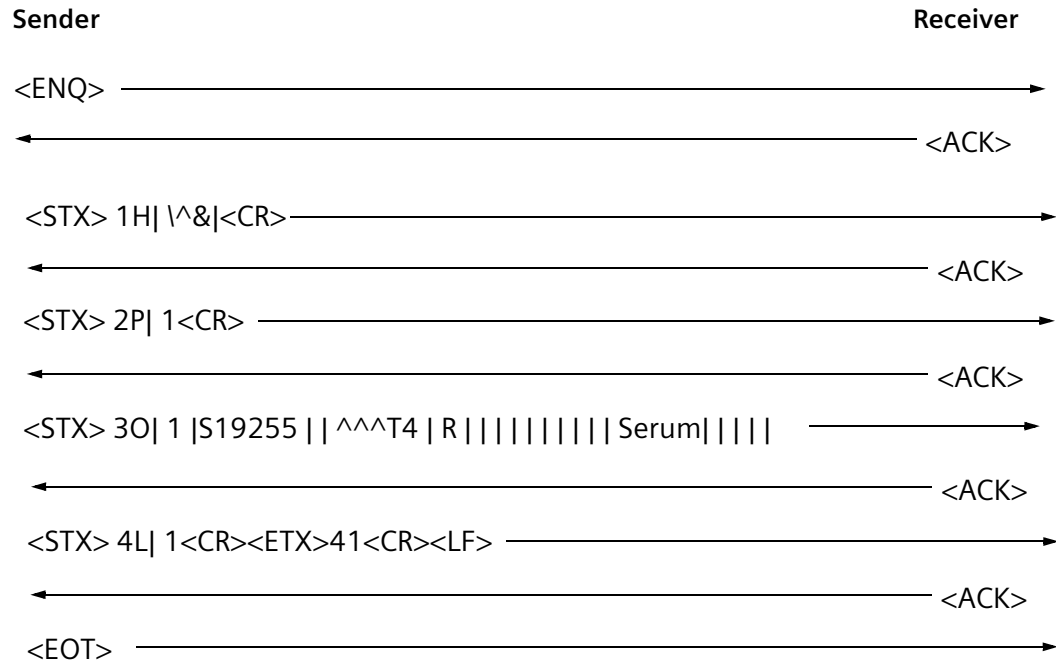 Sender Receiver
<ENQ>
<ACK>
<STX> 1H| \^&|<CR>
<ACK>
<STX> 2P| 1<CR>
<ACK>
<STX> 3O| 1 |S19255 | | ^^^T4 | R | | | | | | | | | | Serum| | | | |
<ACK>
<STX> 4L| 1<CR><ETX>41<CR><LF>
<ACK>
<EOT>